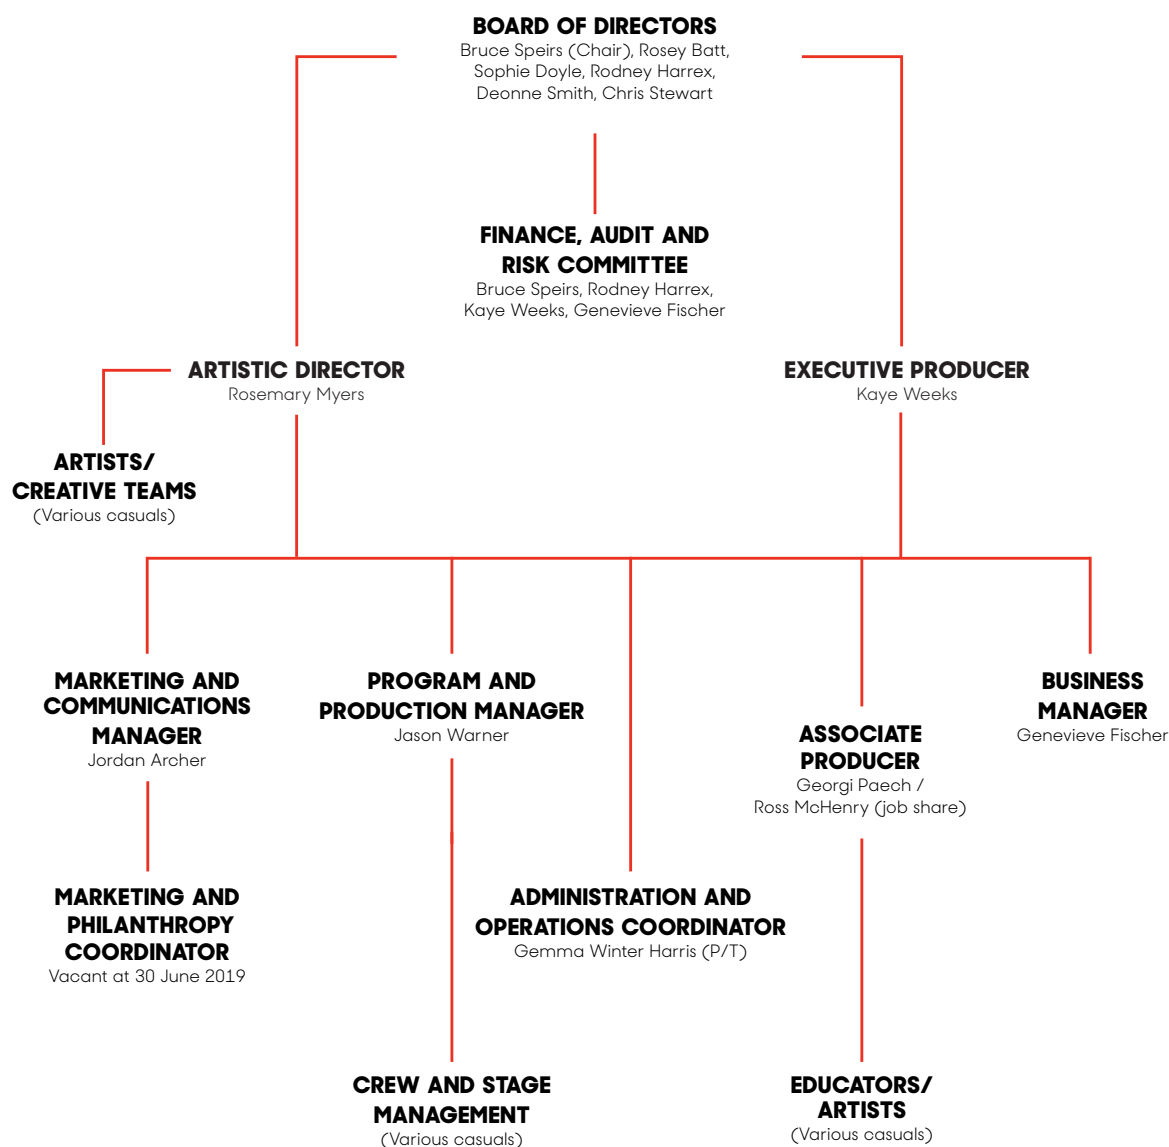 BOARD OF DIRECTORS
Bruce Speirs (Chair), Rosey Batt,
Sophie Doyle, Rodney Harrex,
Deonne Smith, Chris Stewart
FINANCE, AUDIT AND
RISK COMMITTEE
Bruce Speirs, Rodney Harrex,
Kaye Weeks, Genevieve Fischer
ARTISTIC DIRECTOR
Rosemary Myers
EXECUTIVE PRODUCER
Kaye Weeks
ARTISTS/
CREATIVE TEAMS
(Various casuals)
MARKETING AND
COMMUNICATIONS
MANAGER
Jordan Archer
PROGRAM AND
PRODUCTION MANAGER
Jason Warner
ASSOCIATE
PRODUCER
Georgi Paech /
Ross McHenry (job share)
BUSINESS
MANAGER
Genevieve Fischer
MARKETING AND
PHILANTHROPY
COORDINATOR
Vacant at 30 June 2019
ADMINISTRATION AND
OPERATIONS COORDINATOR
Gemma Winter Harris (P/T)
CREW AND STAGE
MANAGEMENT
(Various casuals)
EDUCATORS/
ARTISTS
(Various casuals)